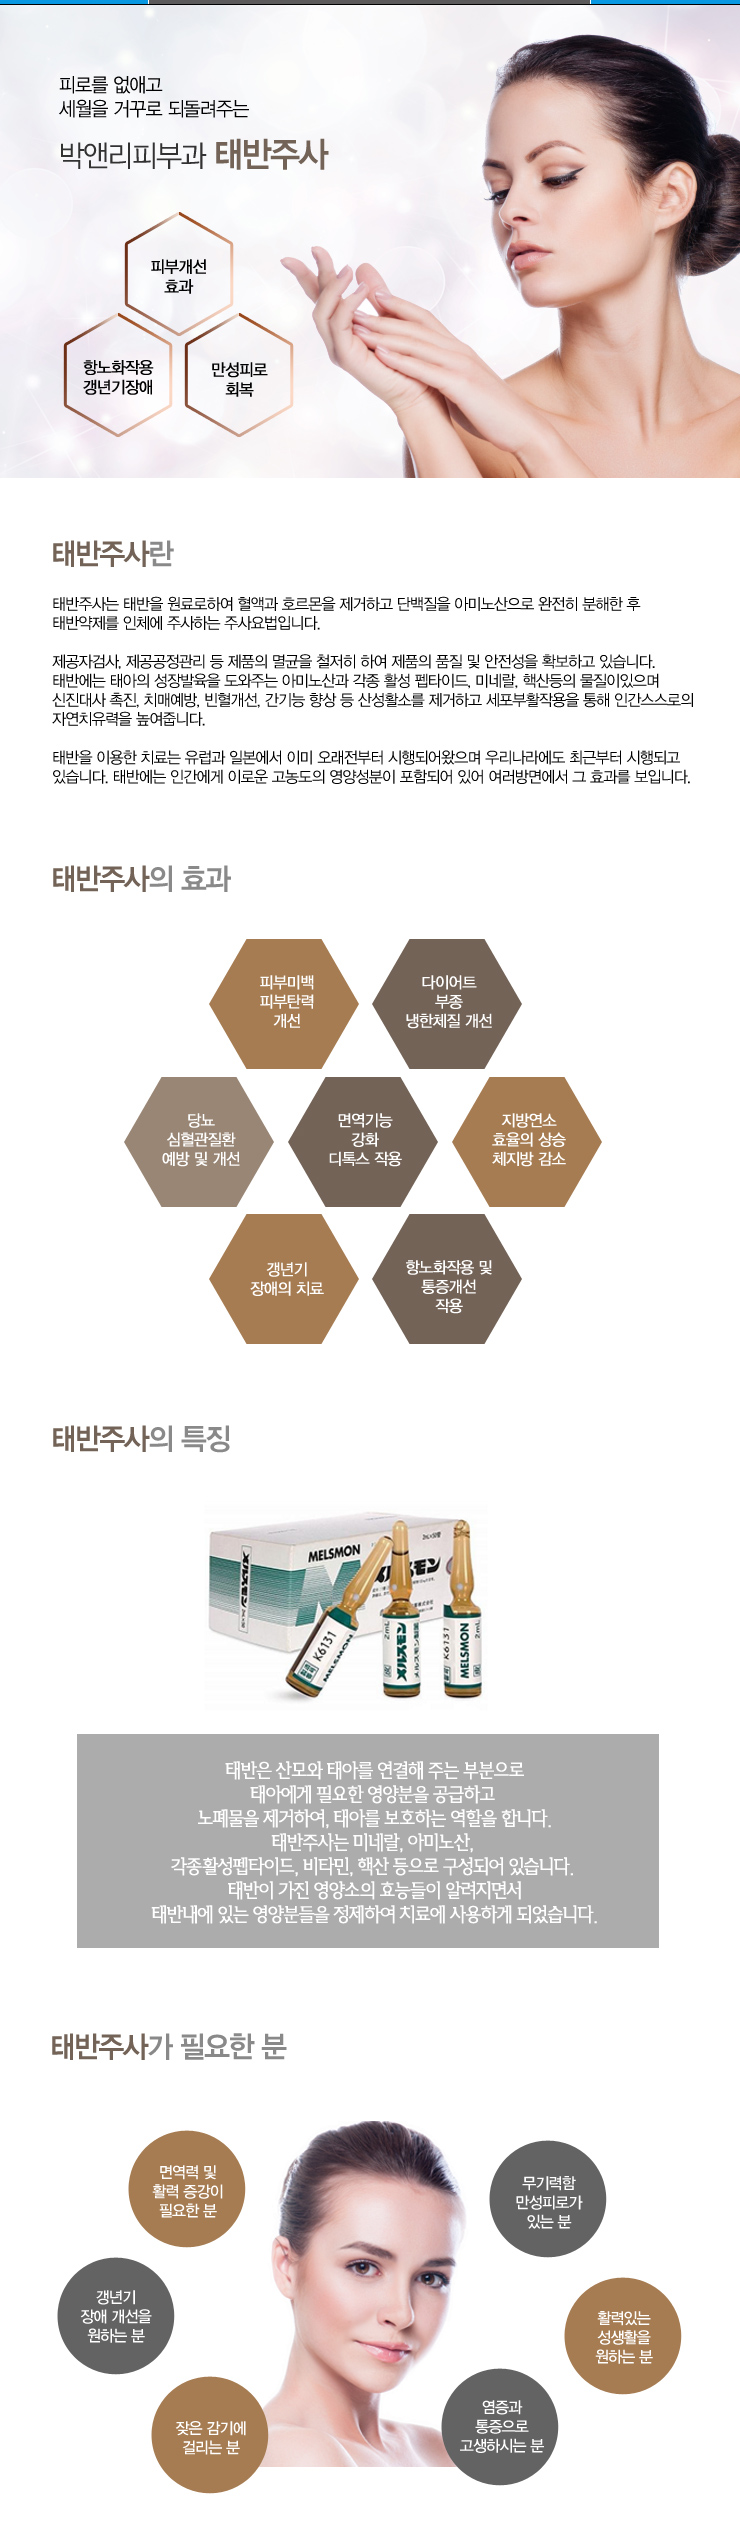 피로를 없애고
세월을 거꾸로 되돌려주는
박앤리피부과 태반주사
피부개선
효과
항노화작용
갱년기장애
만성피로
회복
태반주사란
태반주사는 태반을 원료로하여 혈액과 호르몬을 제거하고 단백질을 아미노산으로 완전히 분해한 후
태반약제를 인체에 주사하는 주사요법입니다.
제공자검사, 제공공정관리 등 제품의 멸균을 철저히 하여 제품의 품질 및 안전성을 확보하고 있습니다.
태반에는 태아의 성장발육을 도와주는 아미노산과 각종 활성 펩타이드, 미네랄, 핵산등의 물질이있으며
신진대사 촉진, 치매예방, 빈혈개선, 간기능 향상 등 산성활소를 제거하고 세포부활작용을 통해 인간스스로의
자연치유력을 높여줍니다.
태반을 이용한 치료는 유럽과 일본에서 이미 오래전부터 시행되어왔으며 우리나라에도 최근부터 시행되고
있습니다. 태반에는 인간에게 이로운 고농도의 영양성분이 포함되어 있어 여러방면에서 그 효과를 보입니다.
태반주사의 효과
피부미백
피부탄력
개선
다이어트
부종
냉한체질 개선
당뇨
심혈관질환
예방 및 개선
면역기능
강화
디톡스 작용
지방연소
효율의 상승
체지방 감소
갱년기
장애의 치료
항노화작용 및
통증개선
작용
태반주사의 특징
MELSMON
メルスモン
メルスモン
K6131
MELSMON
2mL
メルスモン
メルスモン製薬
K6131
2mL
MELSMON
태반은 산모와 태아를 연결해 주는 부분으로
태아에게 필요한 영양분을 공급하고
노폐물을 제거하여, 태아를 보호하는 역할을 합니다.
태반주사는 미네랄, 아미노산,
각종활성펩타이드, 비타민, 핵산 등으로 구성되어 있습니다.
태반이 가진 영양소의 효능들이 알려지면서
태반내에 있는 영양분들을 정제하여 치료에 사용하게 되었습니다.
태반주사가 필요한 분
면역력 및
활력 증강이
필요한 분
무기력함
만성피로가
있는 분
갱년기
장애 개선을
원하는 분
활력있는
성생활을
원하는 분
잦은 감기에
걸리는 분
염증과
통증으로
고생하시는 분